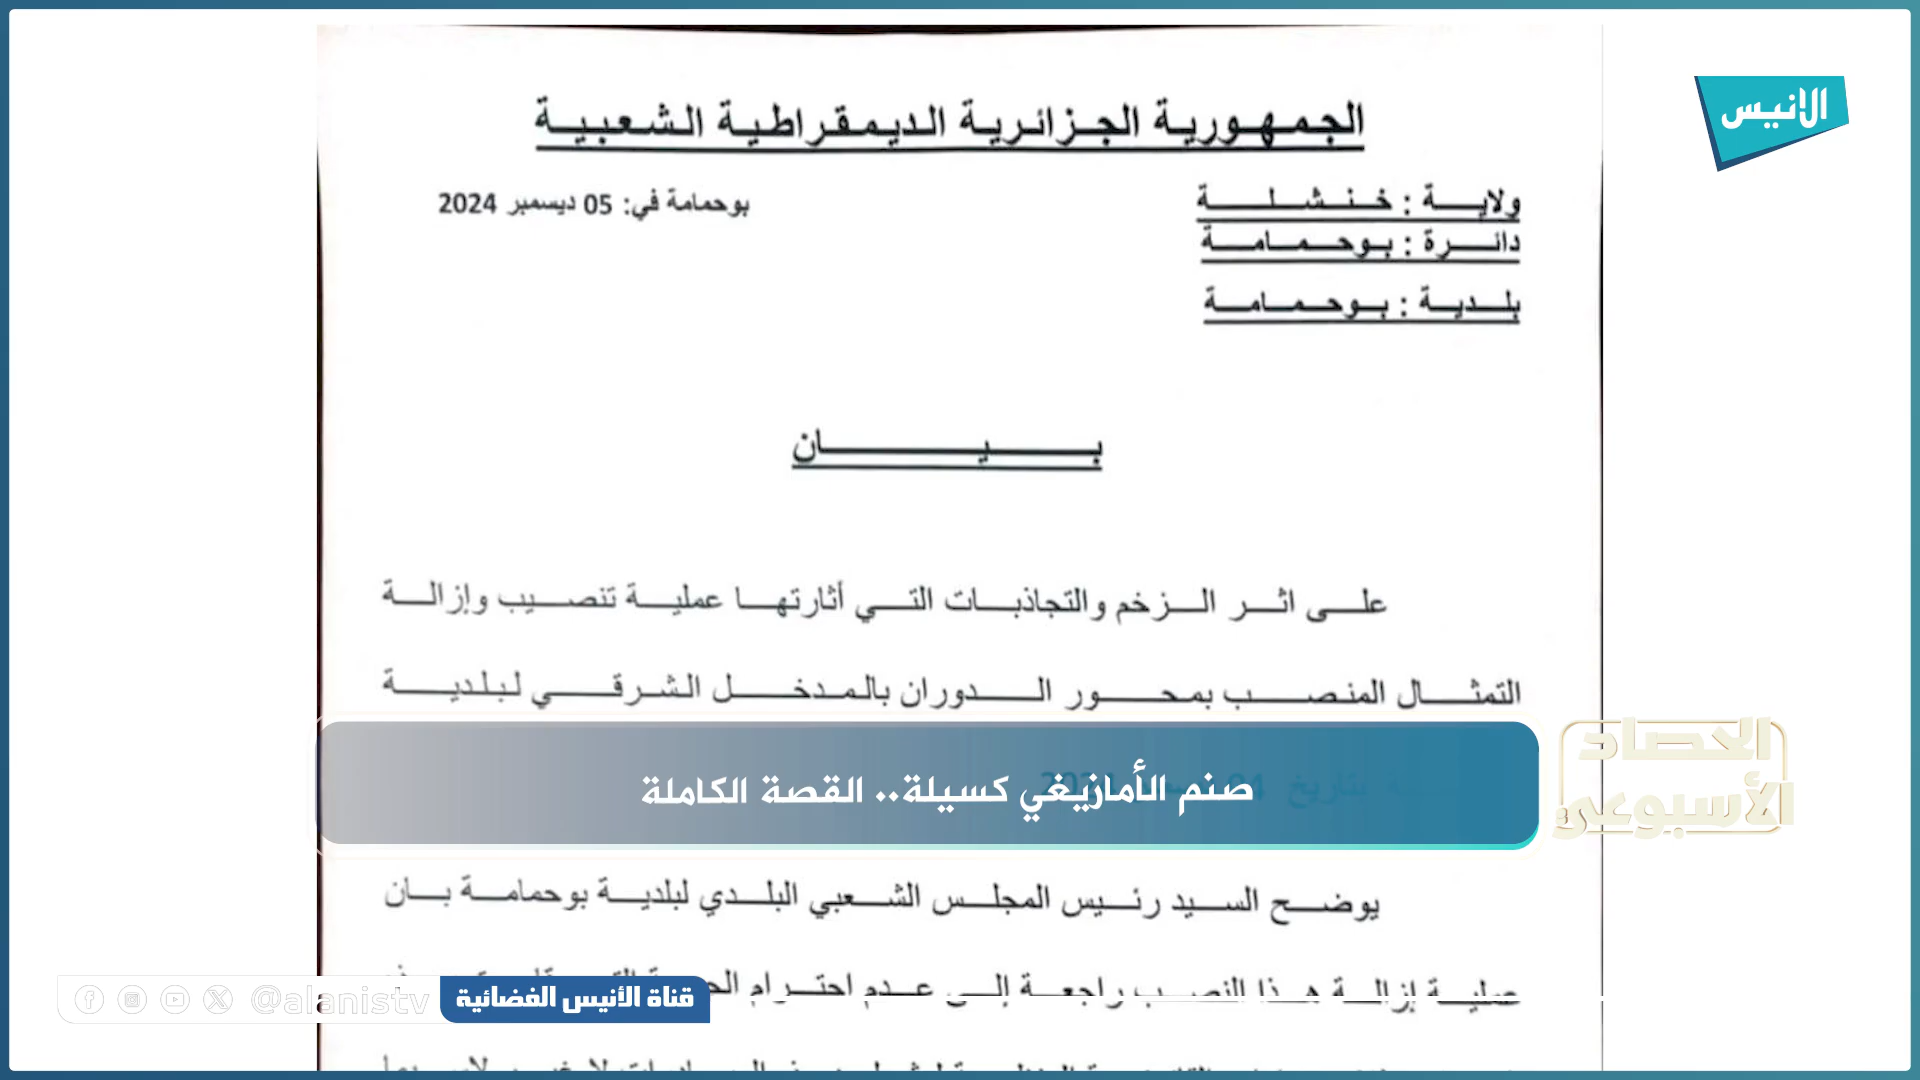 الجمهورية الجزائرية الديمقراطية الشعبية
الانيس
ولاية : خنشلة
بوحمامة في: 05 ديسمبر 2024
دائرة : بوحمامة
بلدية : بوحمامة
بيان
على اثر الزخم والتجاذبات التي أثارتها عملية تنصيب وإزالة
التمثال المنصب بمحور الدوران بالمدخل الشرقي لبلدية
بتاريخ
صنم الأمازيغي كسيلة.. القصة الكاملة
الحصاد
الأسبوعي
يوضح السيد رئيس المجلس الشعبي البلدي لبلدية بوحمامة بان
عملية إزالة هذا النصب راجعة إلى عدم احترام
@alanistv
قناة الأنيس الفضائية